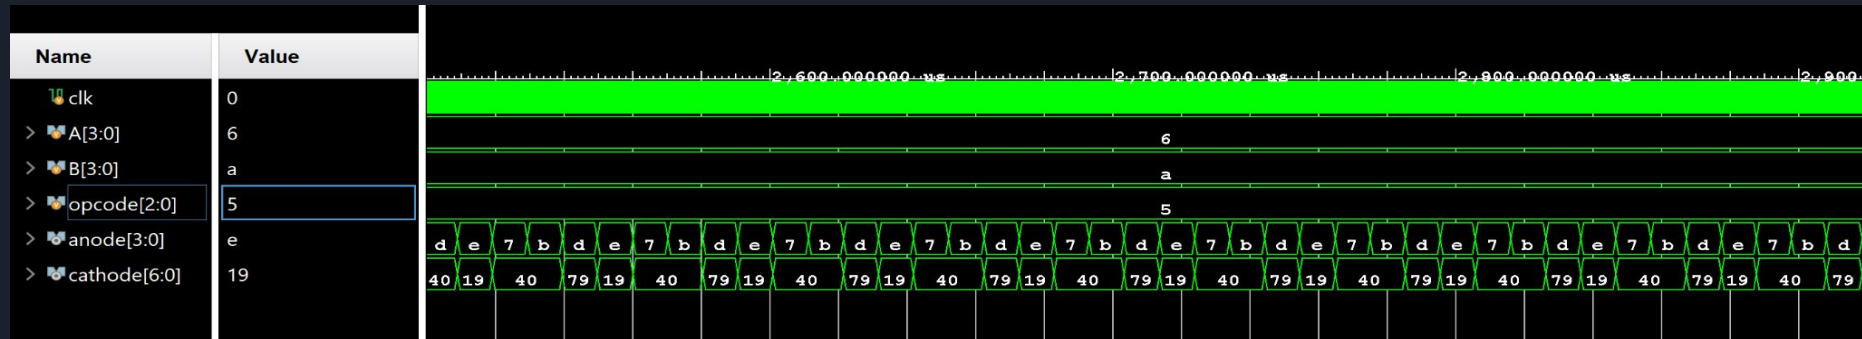 Name Value
2,600.000000 us 2,700.000000 us 2,800.000000 us 2,900
clk 0
A[3:0] 6 6
B[3:0] a a
opcode[2:0] 5 5
anode[3:0] e d e 7 b d e 7 b d e 7 b d e 7 b d e 7 b d e 7 b d e 7 b d e 7 b d e 7 b d e 7 b d
cathode[6:0] 19 40 19 40 79 19 40 79 19 40 79 19 40 79 19 40 79 19 40 79 19 40 79 19 40 79 19 40 79 19 40 79